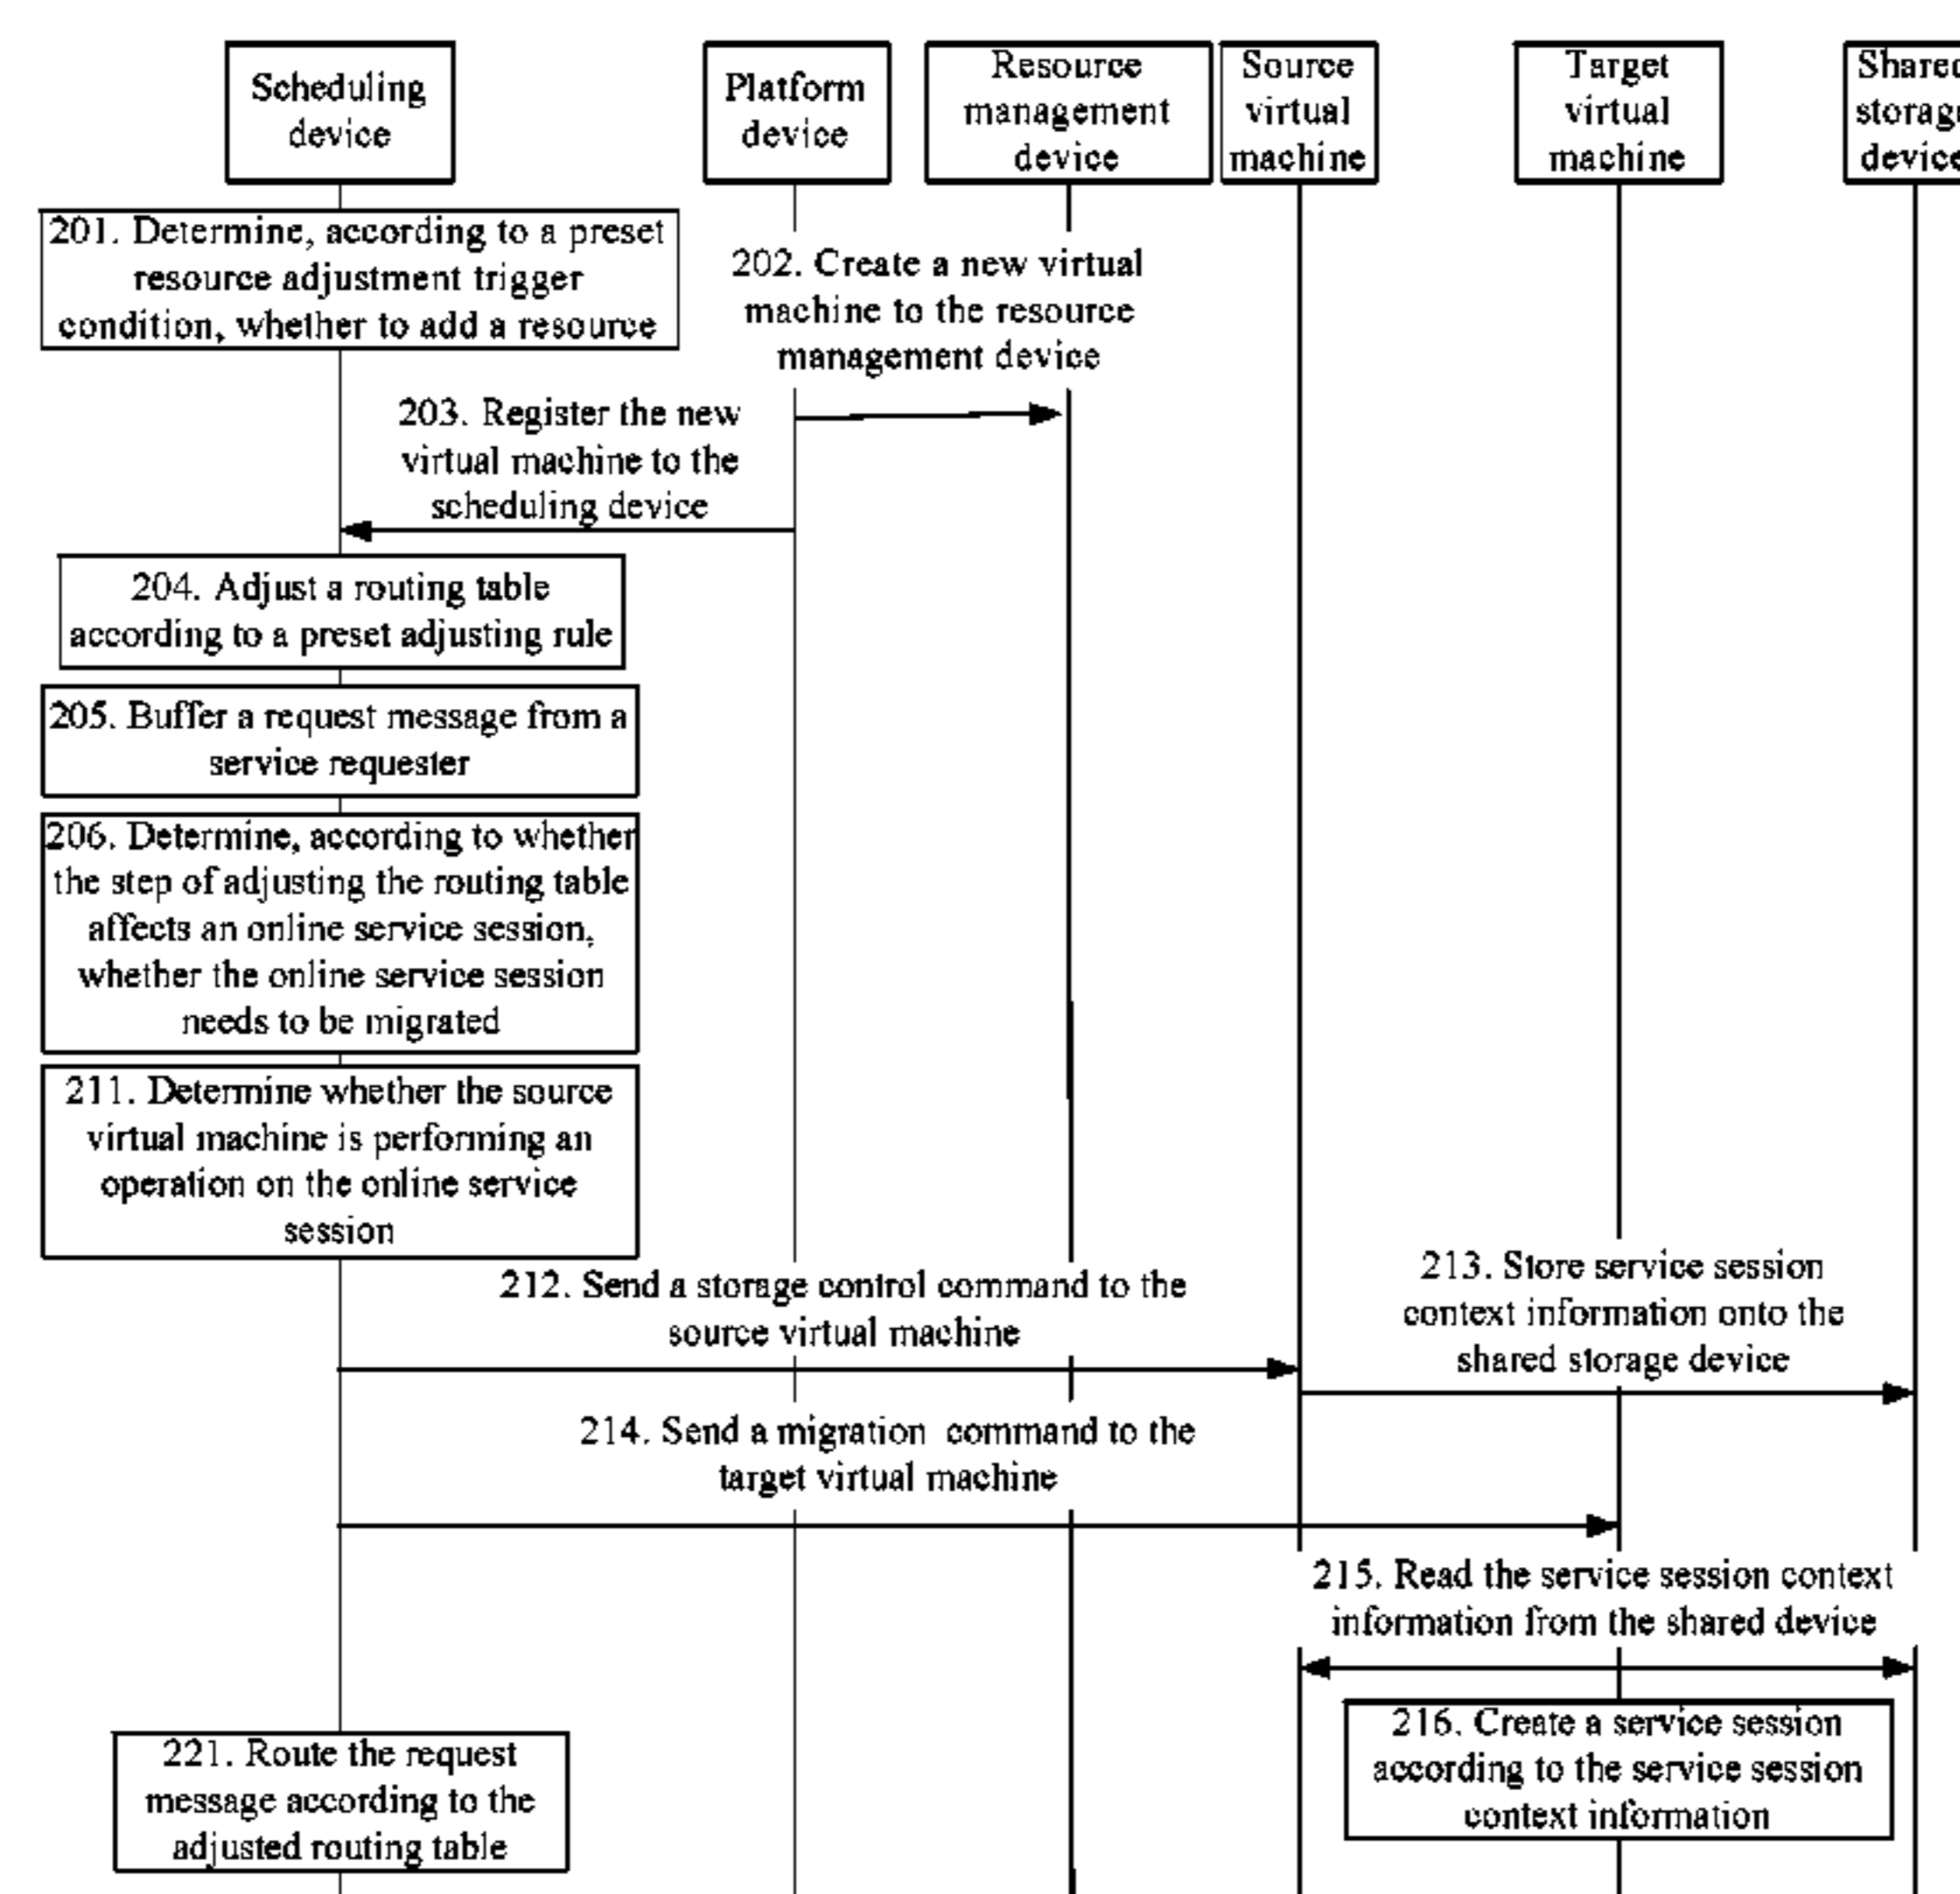 Scheduling
device
Platform
device
Resource
management
device
Source
virtual
machine
Target
virtual
machine
Shared
storage
device
201. Determine, according to a preset
resource adjustment trigger
condition, whether to add a resource
202. Create a new virtual
machine to the resource
management device
203. Register the new
virtual machine to the
scheduling device
204. Adjust a routing table
according to a preset adjusting rule
205. Buffer a request message from a
service requester
206. Determine, according to whether
the step of adjusting the routing table
affects an online service session,
whether the online service session
needs to be migrated
211. Determine whether the source
virtual machine is performing an
operation on the online service
session
212. Send a storage control command to the
source virtual machine
213. Store service session
context information onto the
shared storage device
214. Send a migration command to the
target virtual machine
215. Read the service session context
information from the shared device
216. Create a service session
according to the service session
context information
221. Route the request
message according to the
adjusted routing table